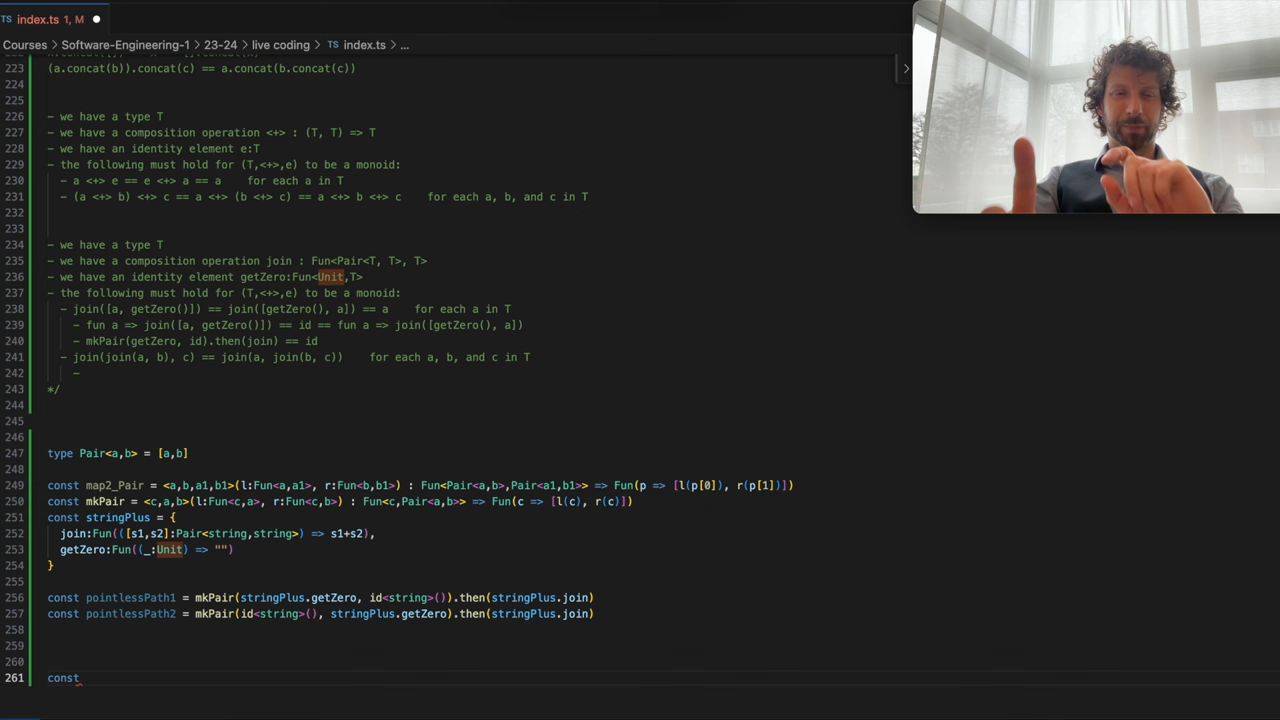 TS index.ts 1, M
Courses > Software-Engineering-1 > 23-24 > live coding > TS index.ts > ...
223 (a.concat(b)).concat(c) == a.concat(b.concat(c))
224
225
226 - we have a type T
227 - we have a composition operation <+> : (T, T) => T
228 - we have an identity element e:T
229 - the following must hold for (T,<+>,e) to be a monoid:
230 - a <+> e == e <+> a == a for each a in T
231 - (a <+> b) <+> c == a <+> (b <+> c) == a <+> b <+> c for each a, b, and c in T
232
233
234 - we have a type T
235 - we have a composition operation join : Fun<Pair<T, T>, T>
236 - we have an identity element getZero:Fun<Unit,T>
237 - the following must hold for (T,<+>,e) to be a monoid:
238 - join([a, getZero()]) == join([getZero(), a]) == a for each a in T
239 - fun a => join([a, getZero()]) == id == fun a => join([getZero(), a])
240 - mkPair(getZero, id).then(join) == id
241 - join(join(a, b), c) == join(a, join(b, c)) for each a, b, and c in T
242 -
243 */
244
245
246
247 type Pair<a,b> = [a,b]
248
249 const map2_Pair = <a,b,a1,b1>(l:Fun<a,a1>, r:Fun<b,b1>) : Fun<Pair<a,b>,Pair<a1,b1>> => Fun(p => [l(p[0]), r(p[1])])
250 const mkPair = <c,a,b>(l:Fun<c,a>, r:Fun<c,b>) : Fun<c,Pair<a,b>> => Fun(c => [l(c), r(c)])
251 const stringPlus = {
252 join:Fun(([s1,s2]:Pair<string,string>) => s1+s2),
253 getZero:Fun((_:Unit) => "")
254 }
255
256 const pointlessPath1 = mkPair(stringPlus.getZero, id<string>()).then(stringPlus.join)
257 const pointlessPath2 = mkPair(id<string>(), stringPlus.getZero).then(stringPlus.join)
258
259
260
261 const